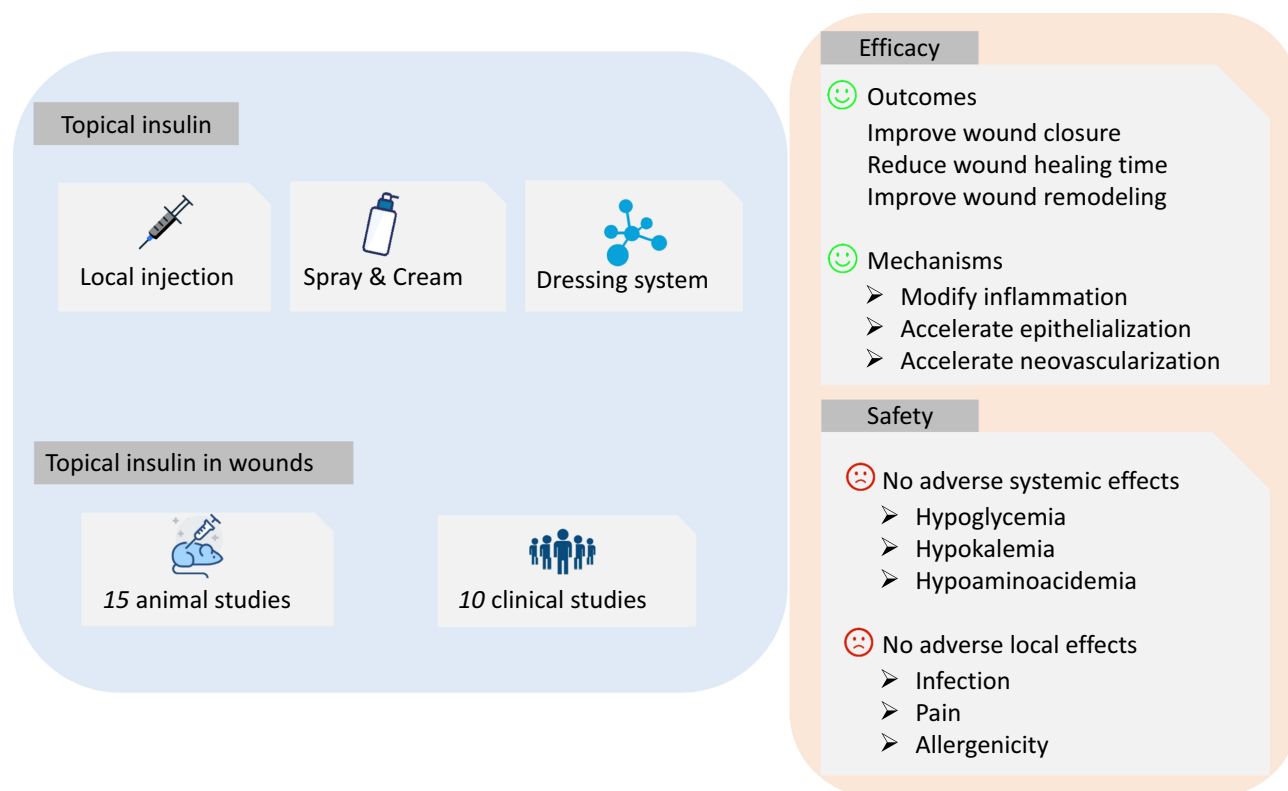 Topical insulin
Local injection
Spray & Cream
Dressing system
Topical insulin in wounds
15 animal studies
10 clinical studies
Efficacy
Outcomes
Improve wound closure
Reduce wound healing time
Improve wound remodeling
Mechanisms
➢ Modify inflammation
➢ Accelerate epithelialization
➢ Accelerate neovascularization
Safety
No adverse systemic effects
➢ Hypoglycemia
➢ Hypokalemia
➢ Hypoaminoacidemia
No adverse local effects
➢ Infection
➢ Pain
➢ Allergenicity